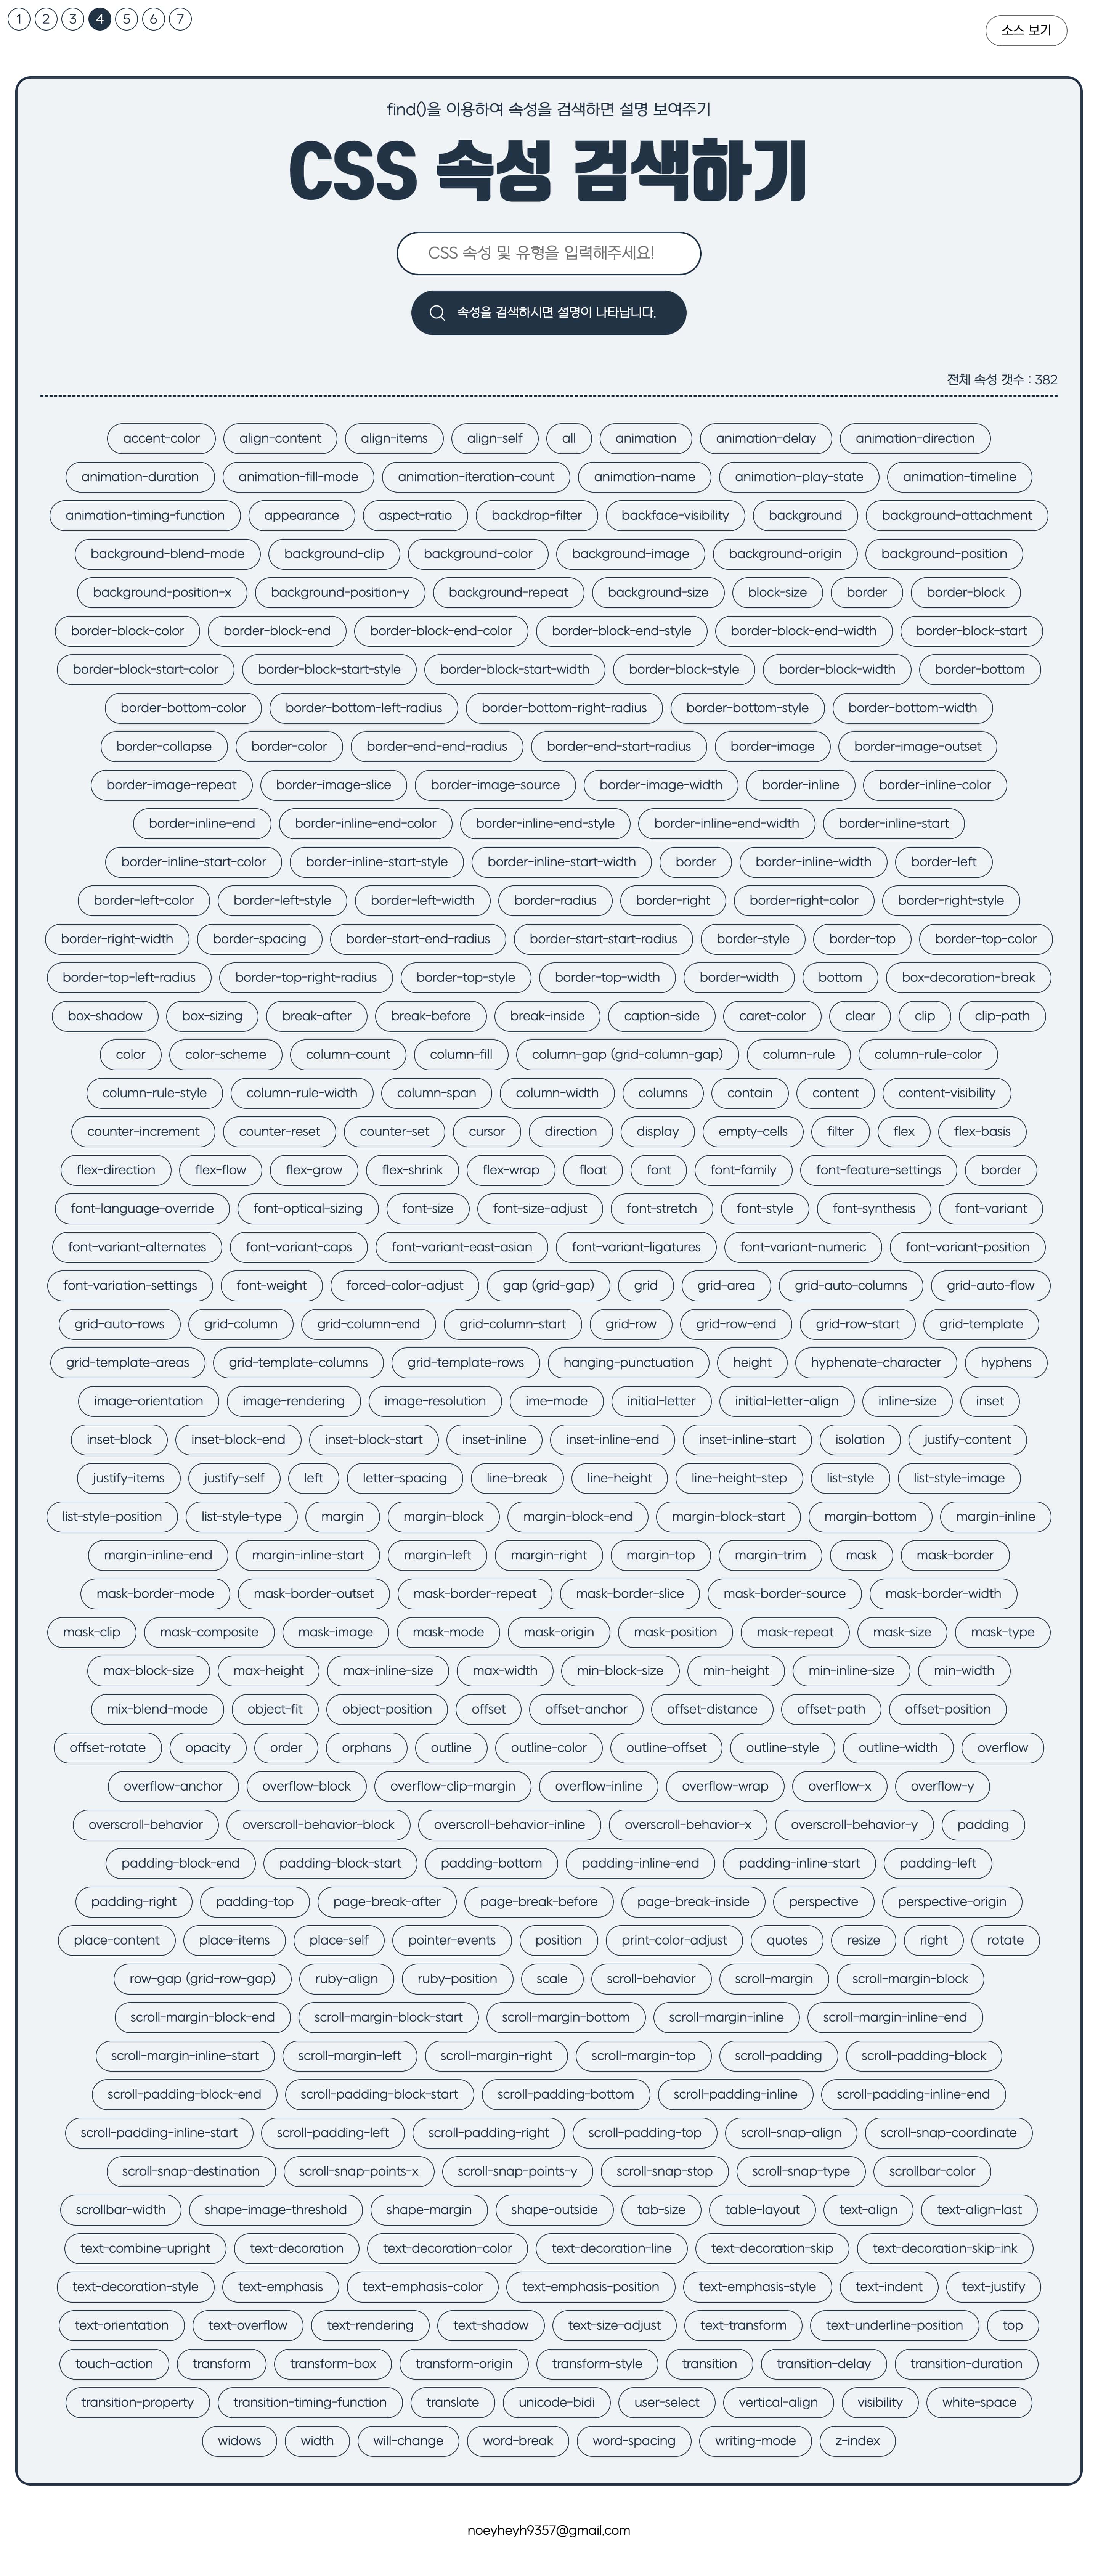 1 2 3 4 5 6 7
소스 보기
find()을 이용하여 속성을 검색하면 설명 보여주기
CSS 속성 검색하기
CSS 속성 및 유형을 입력해주세요!
속성을 검색하시면 설명이 나타납니다.
전체 속성 갯수 : 382
accent-color align-content align-items align-self all animation animation-delay animation-direction
animation-duration animation-fill-mode animation-iteration-count animation-name animation-play-state animation-timeline
animation-timing-function appearance aspect-ratio backdrop-filter backface-visibility background background-attachment
background-blend-mode background-clip background-color background-image background-origin background-position
background-position-x background-position-y background-repeat background-size block-size border border-block
border-block-color border-block-end border-block-end-color border-block-end-style border-block-end-width border-block-start
border-block-start-color border-block-start-style border-block-start-width border-block-style border-block-width border-bottom
border-bottom-color border-bottom-left-radius border-bottom-right-radius border-bottom-style border-bottom-width
border-collapse border-color border-end-end-radius border-end-start-radius border-image border-image-outset
border-image-repeat border-image-slice border-image-source border-image-width border-inline border-inline-color
border-inline-end border-inline-end-color border-inline-end-style border-inline-end-width border-inline-start
border-inline-start-color border-inline-start-style border-inline-start-width border border-inline-width border-left
border-left-color border-left-style border-left-width border-radius border-right border-right-color border-right-style
border-right-width border-spacing border-start-end-radius border-start-start-radius border-style border-top border-top-color
border-top-left-radius border-top-right-radius border-top-style border-top-width border-width bottom box-decoration-break
box-shadow box-sizing break-after break-before break-inside caption-side caret-color clear clip clip-path
color color-scheme column-count column-fill column-gap (grid-column-gap) column-rule column-rule-color
column-rule-style column-rule-width column-span column-width columns contain content content-visibility
counter-increment counter-reset counter-set cursor direction display empty-cells filter flex flex-basis
flex-direction flex-flow flex-grow flex-shrink flex-wrap float font font-family font-feature-settings border
font-language-override font-optical-sizing font-size font-size-adjust font-stretch font-style font-synthesis font-variant
font-variant-alternates font-variant-caps font-variant-east-asian font-variant-ligatures font-variant-numeric font-variant-position
font-variation-settings font-weight forced-color-adjust gap (grid-gap) grid grid-area grid-auto-columns grid-auto-flow
grid-auto-rows grid-column grid-column-end grid-column-start grid-row grid-row-end grid-row-start grid-template
grid-template-areas grid-template-columns grid-template-rows hanging-punctuation height hyphenate-character hyphens
image-orientation image-rendering image-resolution ime-mode initial-letter initial-letter-align inline-size inset
inset-block inset-block-end inset-block-start inset-inline inset-inline-end inset-inline-start isolation justify-content
justify-items justify-self left letter-spacing line-break line-height line-height-step list-style list-style-image
list-style-position list-style-type margin margin-block margin-block-end margin-block-start margin-bottom margin-inline
margin-inline-end margin-inline-start margin-left margin-right margin-top margin-trim mask mask-border
mask-border-mode mask-border-outset mask-border-repeat mask-border-slice mask-border-source mask-border-width
mask-clip mask-composite mask-image mask-mode mask-origin mask-position mask-repeat mask-size mask-type
max-block-size max-height max-inline-size max-width min-block-size min-height min-inline-size min-width
mix-blend-mode object-fit object-position offset offset-anchor offset-distance offset-path offset-position
offset-rotate opacity order orphans outline outline-color outline-offset outline-style outline-width overflow
overflow-anchor overflow-block overflow-clip-margin overflow-inline overflow-wrap overflow-x overflow-y
overscroll-behavior overscroll-behavior-block overscroll-behavior-inline overscroll-behavior-x overscroll-behavior-y padding
padding-block-end padding-block-start padding-bottom padding-inline-end padding-inline-start padding-left
padding-right padding-top page-break-after page-break-before page-break-inside perspective perspective-origin
place-content place-items place-self pointer-events position print-color-adjust quotes resize right rotate
row-gap (grid-row-gap) ruby-align ruby-position scale scroll-behavior scroll-margin scroll-margin-block
scroll-margin-block-end scroll-margin-block-start scroll-margin-bottom scroll-margin-inline scroll-margin-inline-end
scroll-margin-inline-start scroll-margin-left scroll-margin-right scroll-margin-top scroll-padding scroll-padding-block
scroll-padding-block-end scroll-padding-block-start scroll-padding-bottom scroll-padding-inline scroll-padding-inline-end
scroll-padding-inline-start scroll-padding-left scroll-padding-right scroll-padding-top scroll-snap-align scroll-snap-coordinate
scroll-snap-destination scroll-snap-points-x scroll-snap-points-y scroll-snap-stop scroll-snap-type scrollbar-color
scrollbar-width shape-image-threshold shape-margin shape-outside tab-size table-layout text-align text-align-last
text-combine-upright text-decoration text-decoration-color text-decoration-line text-decoration-skip text-decoration-skip-ink
text-decoration-style text-emphasis text-emphasis-color text-emphasis-position text-emphasis-style text-indent text-justify
text-orientation text-overflow text-rendering text-shadow text-size-adjust text-transform text-underline-position top
touch-action transform transform-box transform-origin transform-style transition transition-delay transition-duration
transition-property transition-timing-function translate unicode-bidi user-select vertical-align visibility white-space
widows width will-change word-break word-spacing writing-mode z-index
noeyheyh9357@gmail.com